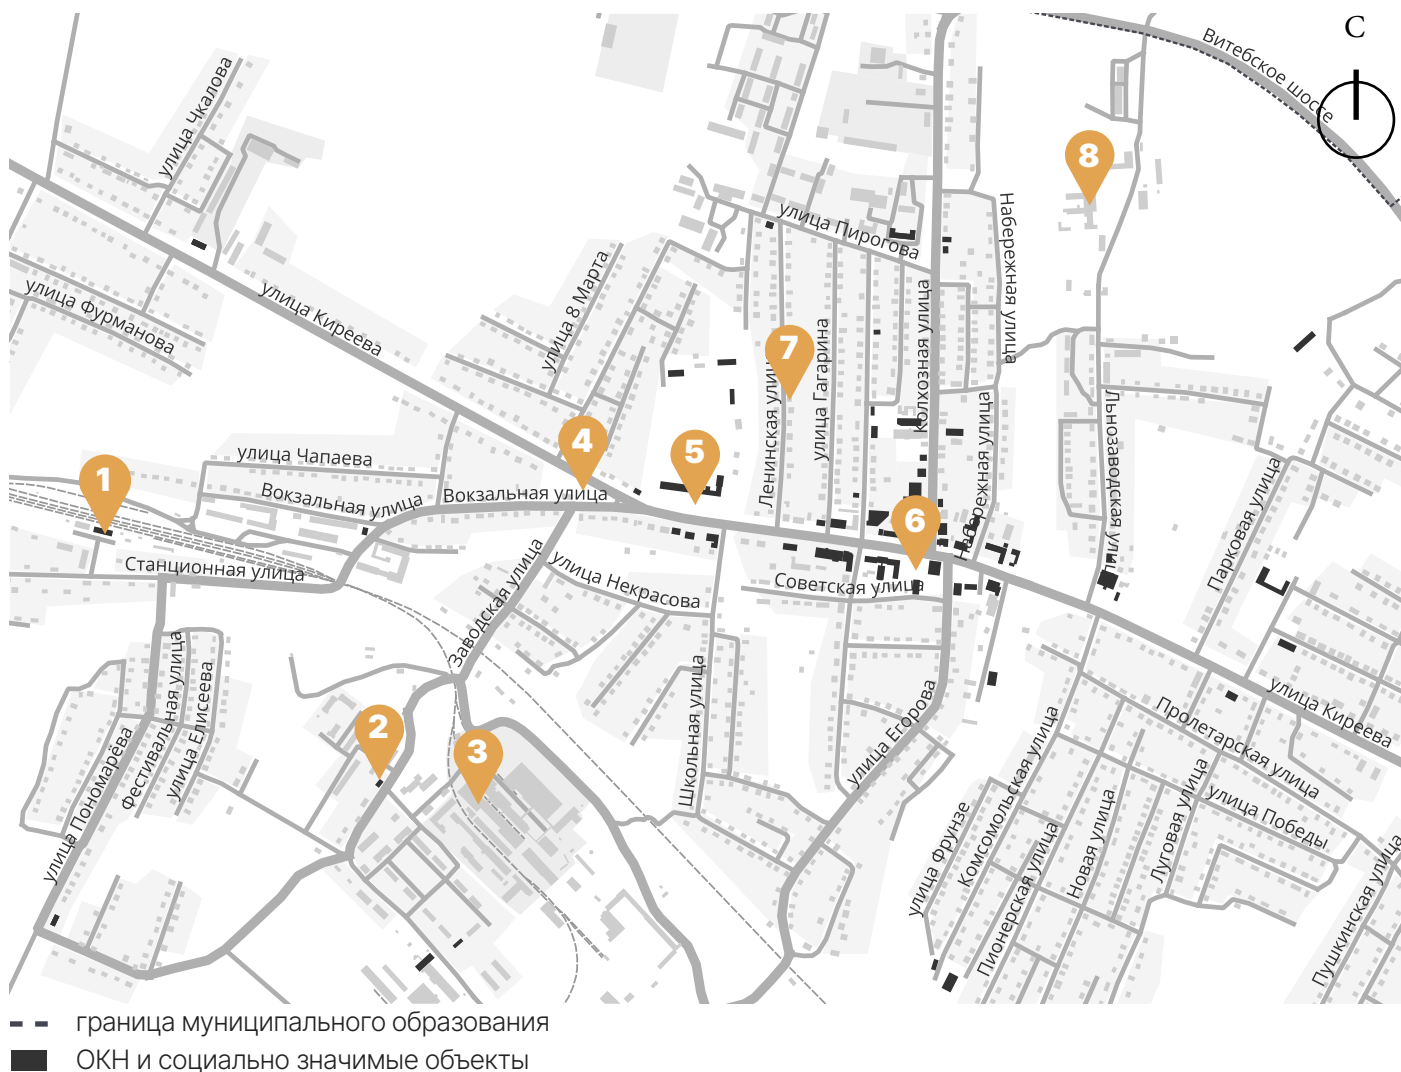 С
Витебское шоссе
улица Чкалова
8
Набережная улица
улица Пирогова
улица 8 Марта
улица Киреева
улица Фурманова
7
Ленинская улиц
улица Гагарина
Колхозная улица
Набережная улица
Льнозаводская улиц
4
5
улица Чапаева
1
Вокзальная улица
Вокзальная улица
6
Парковая улица
Станционная улица
Заводская улица
улица Некрасова
Советская улица
Фестивальная улица
улица Елисеева
улица Пономарёва
2
3
Школьная улица
улица Егорова
улица Киреева
Пролетарская улица
улица Победы
Комсомольская улица
улица Фрунзе
Пионерская улица
Новая улица
Луговая улица
Пушкинская улица
граница муниципального образования
ОКН и социально значимые объекты